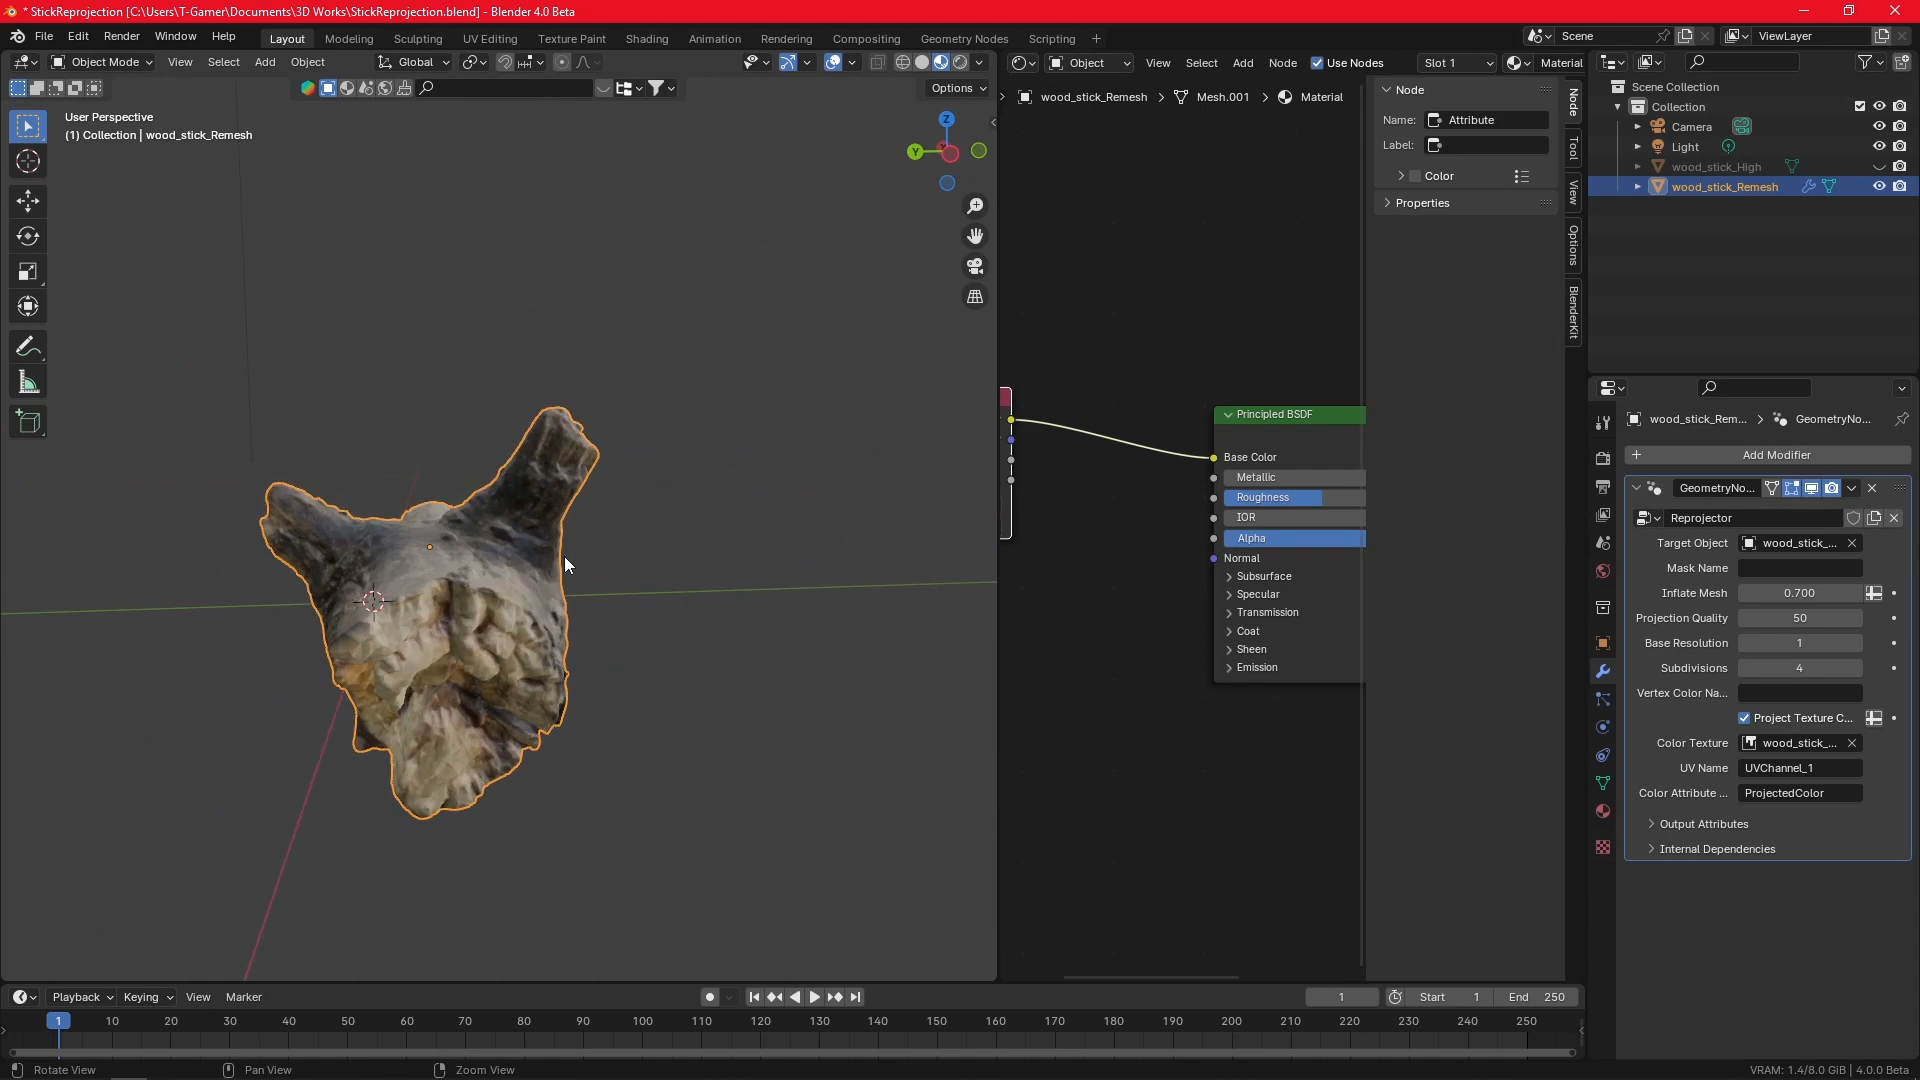 * StickReprojection [C:\Users\T-Gamer\Documents\3D Works\StickReprojection.blend] - Blender 4.0 Beta
File Edit Render Window Help Layout Modeling Sculpting UV Editing Texture Paint Shading Animation Rendering Compositing Geometry Nodes Scripting + Scene ViewLayer
Object Mode View Select Add Object Global Object View Select Add Node Use Nodes Slot 1 Material
Options
User Perspective
(1) Collection | wood_stick_Remesh
Z
Y
wood_stick_Remesh > Mesh.001 > Material
Node
Name: Attribute
Label:
Color
Properties
Node
Tool
View
Options
BlenderKit
Principled BSDF
Base Color
Metallic
Roughness
IOR
Alpha
Normal
Subsurface
Specular
Transmission
Coat
Sheen
Emission
Scene Collection
Collection
Camera
Light
wood_stick_High
wood_stick_Remesh
wood_stick_Rem... > GeometryNo...
+ Add Modifier
GeometryNo...
Reprojector
Target Object wood_stick_...
Mask Name
Inflate Mesh 0.700
Projection Quality 50
Base Resolution 1
Subdivisions 4
Vertex Color Na...
Project Texture C...
Color Texture wood_stick_...
UV Name UVChannel_1
Color Attribute ... ProjectedColor
Output Attributes
Internal Dependencies
Playback Keying View Marker 1 Start 1 End 250
1 10 20 30 40 50 60 70 80 90 100 110 120 130 140 150 160 170 180 190 200 210 220 230 240 250
Rotate View Pan View Zoom View VRAM: 1.4/8.0 GiB | 4.0.0 Beta